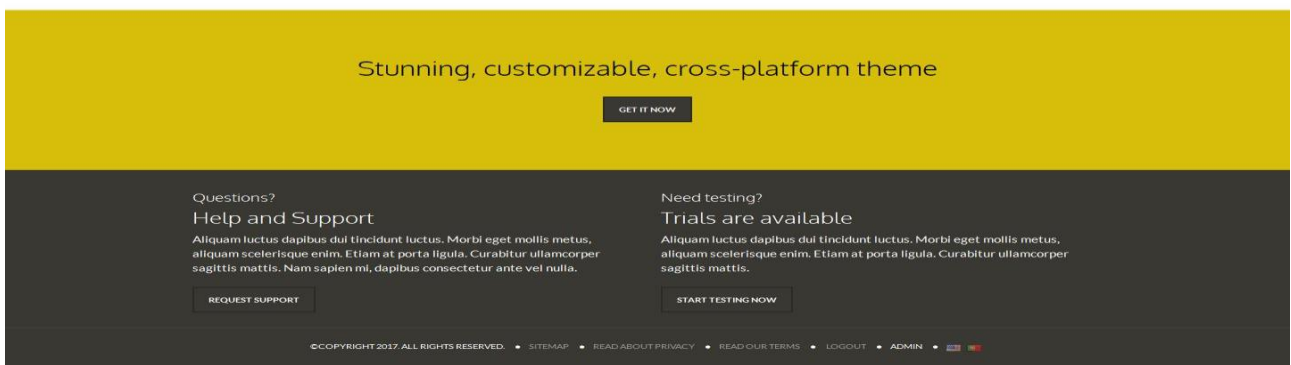 Stunning, customizable, cross-platform theme
GET IT NOW
Questions?
Help and Support
Aliquam luctus dapibus dui tincidunt luctus. Morbi eget mollis metus,
aliquam scelerisque enim. Etiam at porta ligula. Curabitur ullamcorper
sagittis mattis. Nam sapien mi, dapibus consectetur ante vel nulla.
REQUEST SUPPORT
Need testing?
Trials are available
Aliquam luctus dapibus dui tincidunt luctus. Morbi eget mollis metus,
aliquam scelerisque enim. Etiam at porta ligula. Curabitur ullamcorper
sagittis mattis.
START TESTING NOW
©COPYRIGHT 2017. ALL RIGHTS RESERVED. • SITEMAP • READ ABOUT PRIVACY • READ OUR TERMS • LOGOUT • ADMIN •